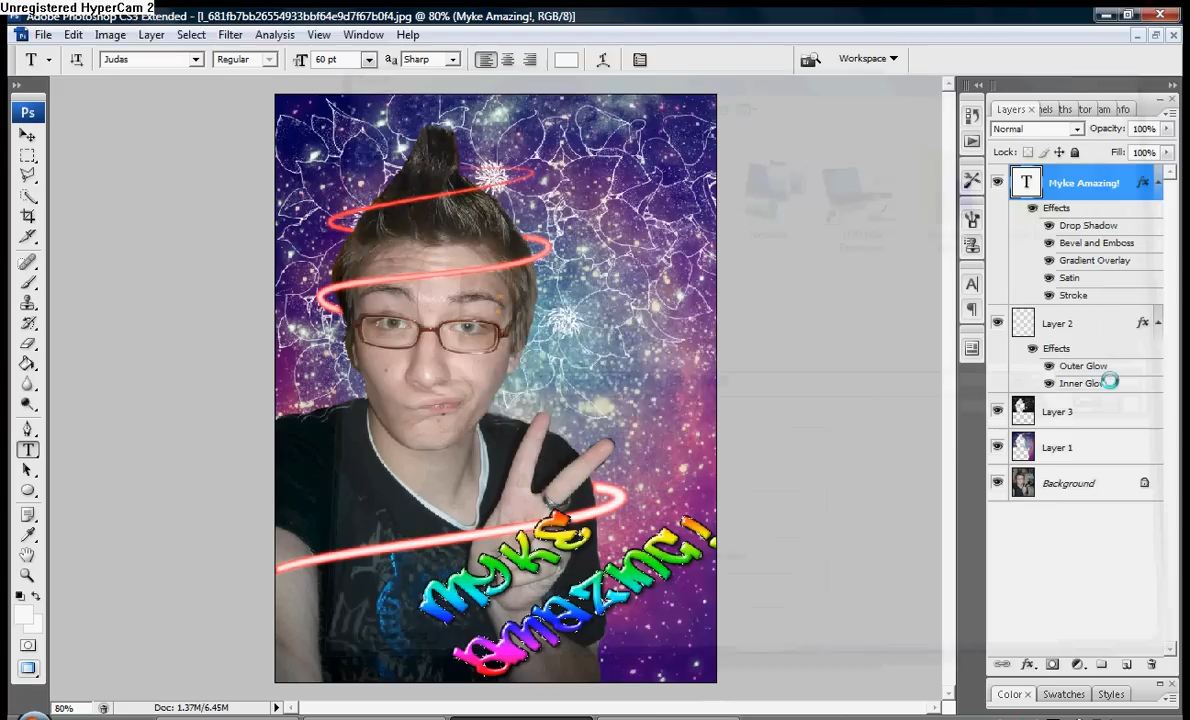 Unregistered HyperCam 2
Adobe Photoshop CS3 Extended - [l_681fb7bb26554933bbf64e9d7f67b0f4.jpg @ 80% (Myke Amazing!, RGB/8)]
File Edit Image Layer Select Filter Analysis View Window Help
T Judas Regular 60 pt Sharp Workspace
Ps
Layers
Normal Opacity: 100%
Lock: Fill: 100%
T Myke Amazing! fx
Effects
Drop Shadow
Bevel and Emboss
Gradient Overlay
Satin
Stroke
Layer 2 fx
Effects
Outer Glow
Inner Glow
Layer 3
Layer 1
Background
MYKE
AMAZING!
Color Swatches Styles
80% Doc: 1.37M/6.45M